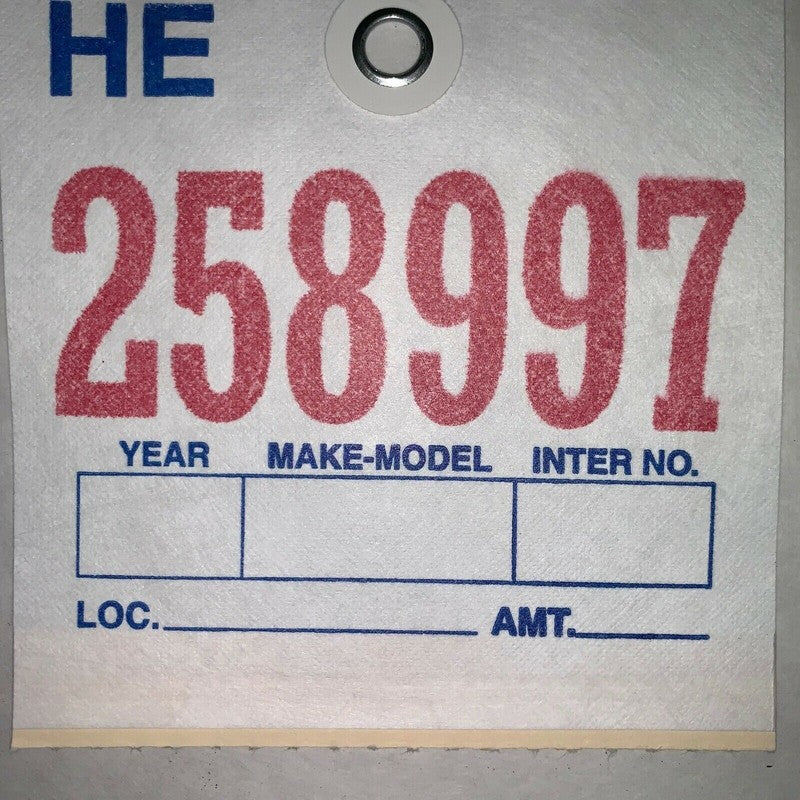 HE
258997
YEAR MAKE-MODEL INTER NO.
LOC. AMT.